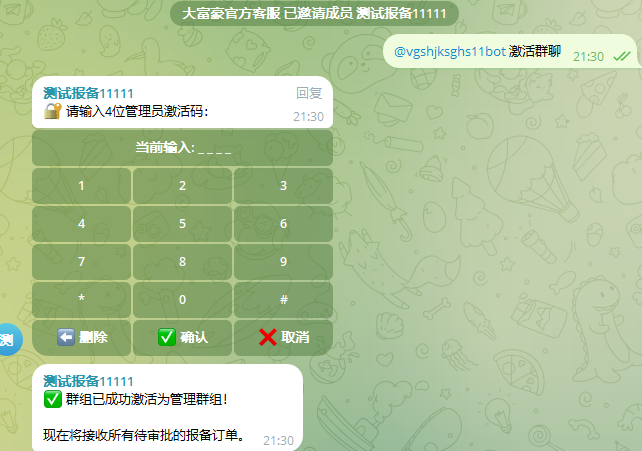 大富豪官方客服 已邀请成员 测试报备11111
@vgshjksghs11bot 激活群聊 21:30
测试报备11111 回复
🔐 请输入4位管理员激活码: 21:30
当前输入: _ _ _ _
1 2 3
4 5 6
7 8 9
* 0 #
⬅️ 删除 ✅ 确认 ❌ 取消
测
测试报备11111
✅ 群组已成功激活为管理群组!
现在将接收所有待审批的报备订单。 21:30